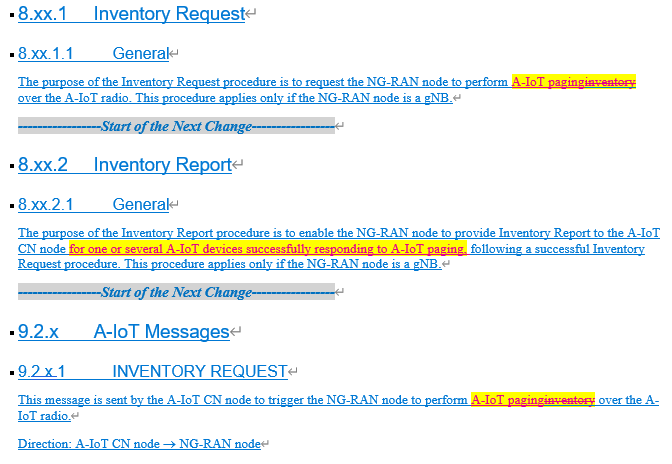 8.xx.1 Inventory Request
8.xx.1.1 General
The purpose of the Inventory Request procedure is to request the NG-RAN node to perform A-IoT paginginventory
over the A-IoT radio. This procedure applies only if the NG-RAN node is a gNB.
-----------------Start of the Next Change-----------------
8.xx.2 Inventory Report
8.xx.2.1 General
The purpose of the Inventory Report procedure is to enable the NG-RAN node to provide Inventory Report to the A-IoT
CN node for one or several A-IoT devices successfully responding to A-IoT paging, following a successful Inventory
Request procedure. This procedure applies only if the NG-RAN node is a gNB.
-----------------Start of the Next Change-----------------
9.2.x A-IoT Messages
9.2.x.1 INVENTORY REQUEST
This message is sent by the A-IoT CN node to trigger the NG-RAN node to perform A-IoT paginginventory over the A-
IoT radio.
Direction: A-IoT CN node → NG-RAN node